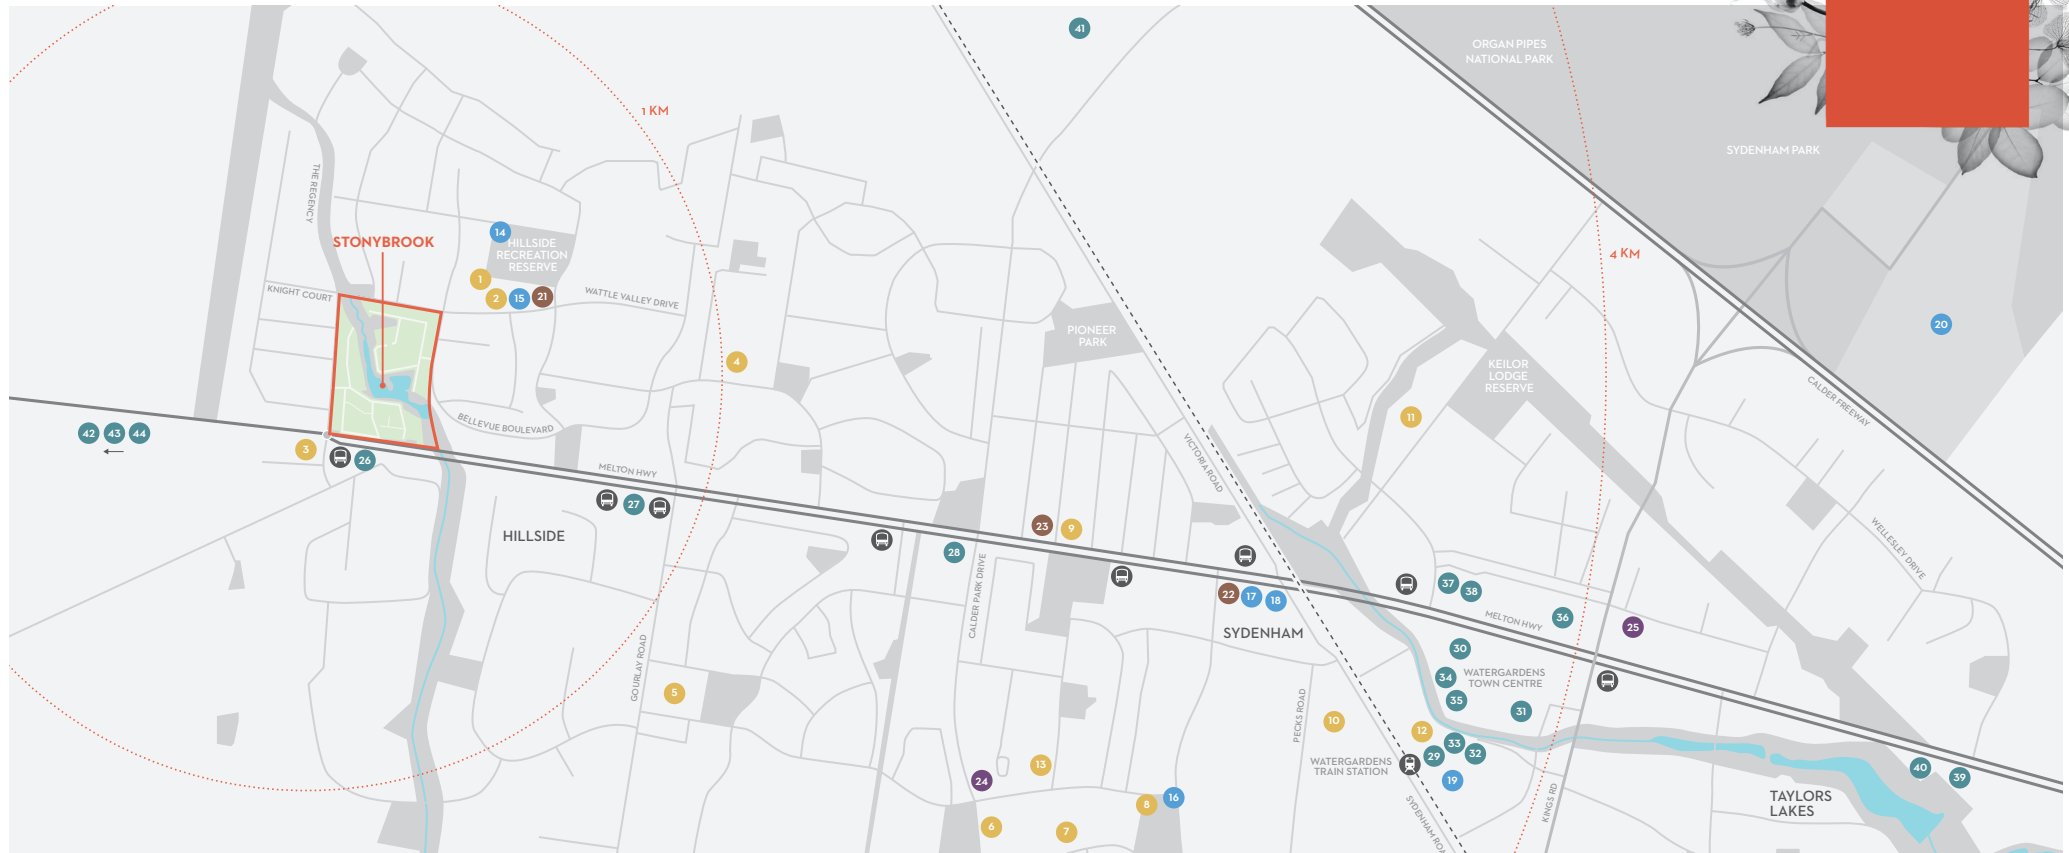 41
ORGAN PIPES
NATIONAL PARK
1 KM
SYDENHAM PARK
THE REGENCY
STONYBROOK
14
HILLSIDE
RECREATION
RESERVE
4 KM
1
KNIGHT COURT
2
15
21
WATTLE VALLEY DRIVE
20
PIONEER
PARK
4
KEILOR
LODGE
RESERVE
CALDER FREEWAY
11
BELLEVUE BOULEVARD
42
43
44
3
26
VICTORIA ROAD
MELTON HWY
27
HILLSIDE
23
9
28
WELLESLEY DRIVE
CALDER PARK DRIVE
37
38
22
17
18
MELTON HWY
36
25
SYDENHAM
30
GOURLAY ROAD
34
WATERGARDENS
TOWN CENTRE
5
35
31
PECKS ROAD
10
12
33
32
29
WATERGARDENS
TRAIN STATION
13
24
19
40
39
8
16
KINGS RD
TAYLORS
LAKES
SYDENHAM ROA
6
7